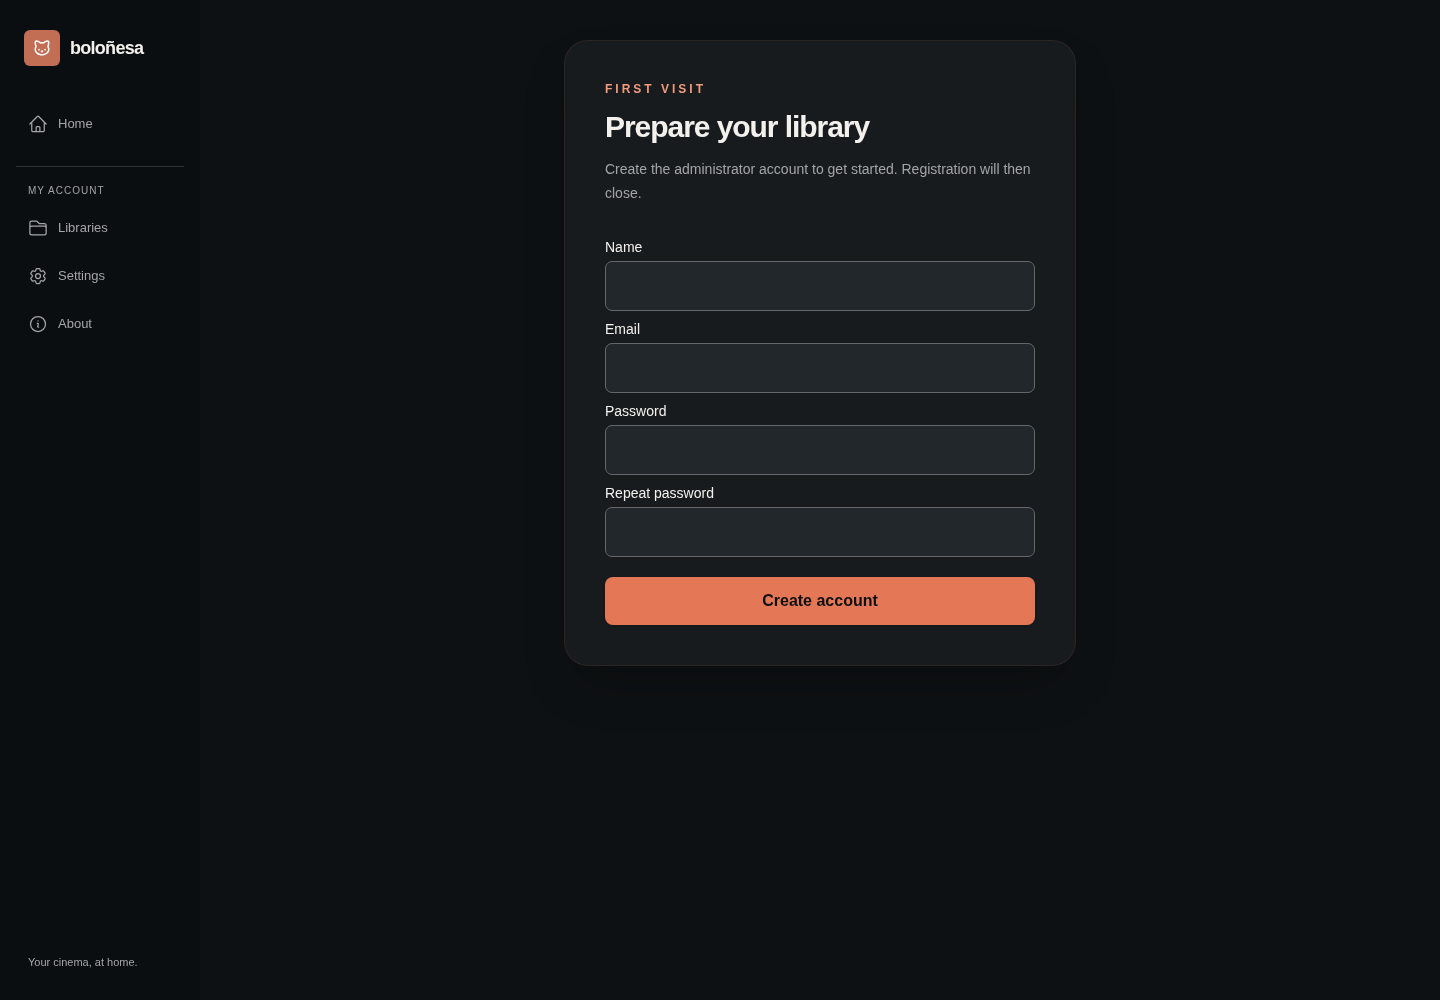 boloñesa
Home
MY ACCOUNT
Libraries
Settings
About
Your cinema, at home.
FIRST VISIT
Prepare your library
Create the administrator account to get started. Registration will then
close.
Name
Email
Password
Repeat password
Create account